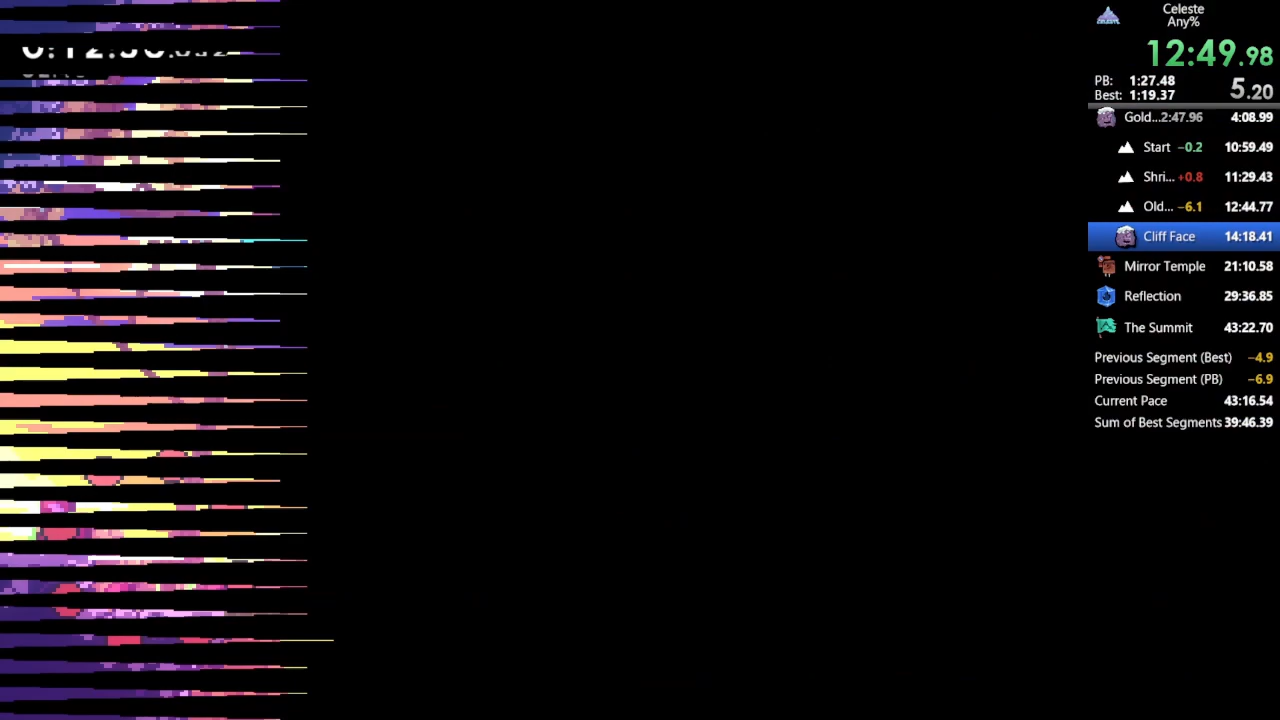 Celeste
Any%
12:49.98
PB: 1:27.48
Best: 1:19.37
5.20
Gold...2:47.96 4:08.99
Start −0.2 10:59.49
Shri... +0.8 11:29.43
Old... −6.1 12:44.77
Cliff Face 14:18.41
Mirror Temple 21:10.58
Reflection 29:36.85
The Summit 43:22.70
Previous Segment (Best) −4.9
Previous Segment (PB) −6.9
Current Pace 43:16.54
Sum of Best Segments 39:46.39